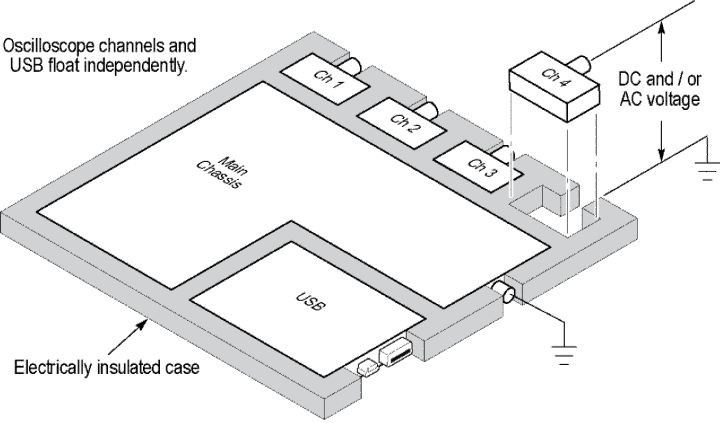 Oscilloscope channels and
USB float independently.
Ch 1
Ch 2
Ch 3
Ch 4
DC and / or
AC voltage
Main
Chassis
USB
Electrically insulated case